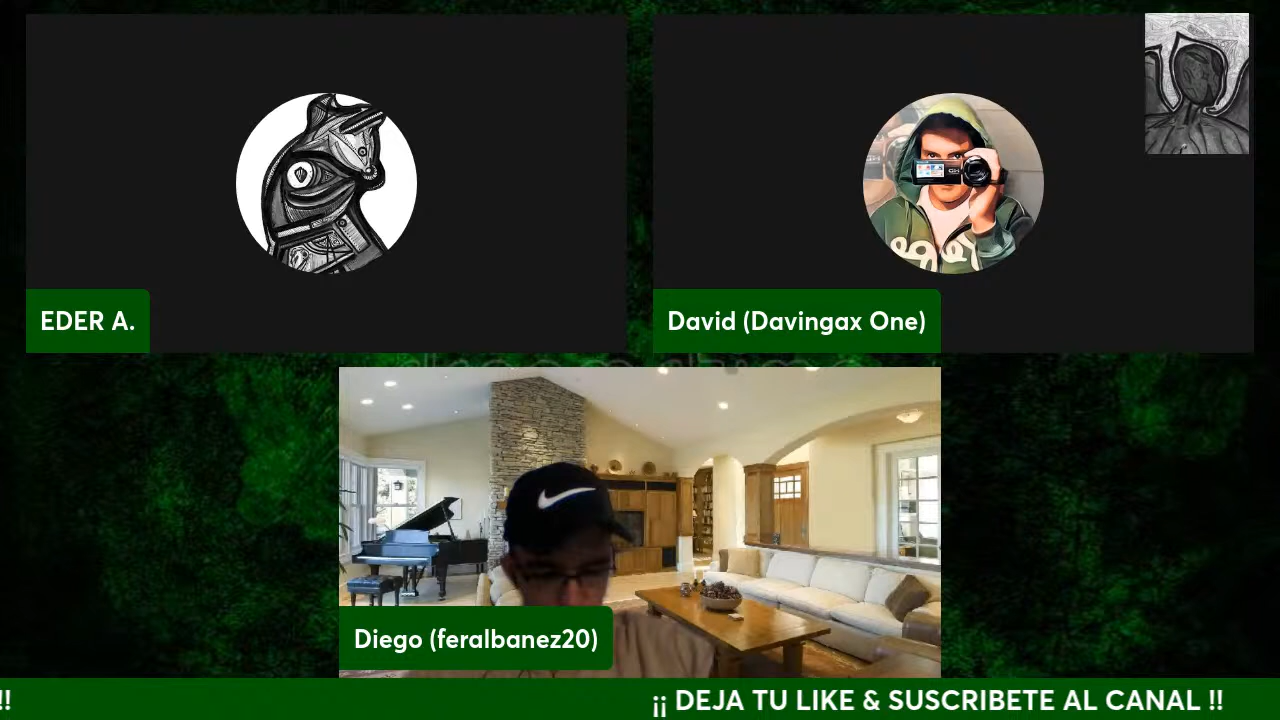 EDER A.
David (Davingax One)
Diego (feralbanez20)
!!
¡¡ DEJA TU LIKE & SUSCRIBETE AL CANAL !!